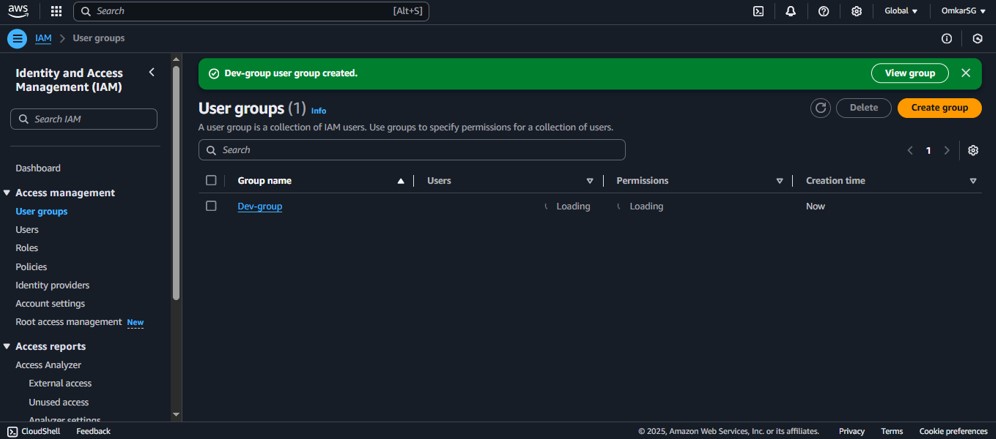 aws
Search [Alt+S]
Global
OmkarSG
IAM
User groups
Identity and Access Management (IAM)
Search IAM
Dashboard
Access management
User groups
Users
Roles
Policies
Identity providers
Account settings
Root access management New
Access reports
Access Analyzer
External access
Unused access
Analyzer settings
Dev-group user group created.
View group
User groups (1) Info
Delete
Create group
A user group is a collection of IAM users. Use groups to specify permissions for a collection of users.
Search
1
Group name Users Permissions Creation time
Dev-group Loading Loading Now
CloudShell Feedback © 2025, Amazon Web Services, Inc. or its affiliates. Privacy Terms Cookie preferences